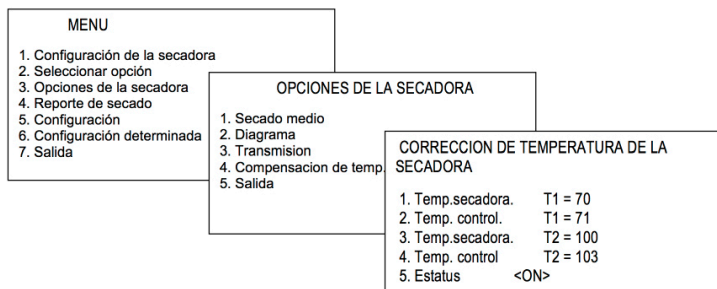 MENU
1. Configuración de la secadora
2. Seleccionar opción
3. Opciones de la secadora
4. Reporte de secado
5. Configuración
6. Configuración determinada
7. Salida
OPCIONES DE LA SECADORA
1. Secado medio
2. Diagrama
3. Transmision
4. Compensacion de temp.
5. Salida
CORRECCION DE TEMPERATURA DE LA
SECADORA
1. Temp.secadora. T1 = 70
2. Temp. control. T1 = 71
3. Temp.secadora. T2 = 100
4. Temp. control T2 = 103
5. Estatus <ON>